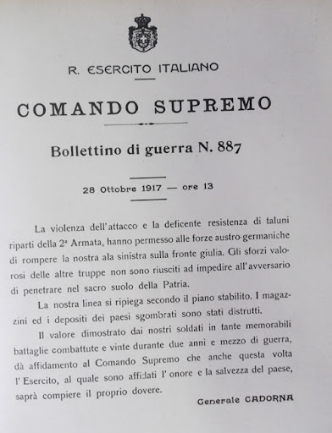 R. ESERCITO ITALIANO
COMANDO SUPREMO
Bollettino di guerra N. 887
28 Ottobre 1917 — ore 13
La violenza dell'attacco e la deficente resistenza di taluni
riparti della 2ª Armata, hanno permesso alle forze austro-germaniche
di rompere la nostra ala sinistra sulla fronte giulia. Gli sforzi valo-
rosi delle altre truppe non sono riusciti ad impedire all'avversario
di penetrare nel sacro suolo della Patria.
La nostra linea si ripiega secondo il piano stabilito. I magaz-
zini ed i depositi dei paesi sgombrati sono stati distrutti.
Il valore dimostrato dai nostri soldati in tante memorabili
battaglie combattute e vinte durante due anni e mezzo di guerra,
dà affidamento al Comando Supremo che anche questa volta
l'Esercito, al quale sono affidati l'onore e la salvezza del paese,
saprà compiere il proprio dovere.
Generale CADORNA